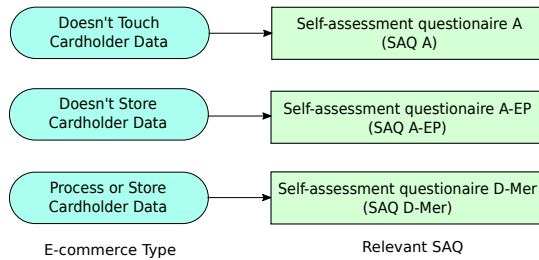 Doesn't Touch
Cardholder Data
Self-assessment questionaire A
(SAQ A)
Doesn't Store
Cardholder Data
Self-assessment questionaire A-EP
(SAQ A-EP)
Process or Store
Cardholder Data
Self-assessment questionaire D-Mer
(SAQ D-Mer)
E-commerce Type
Relevant SAQ